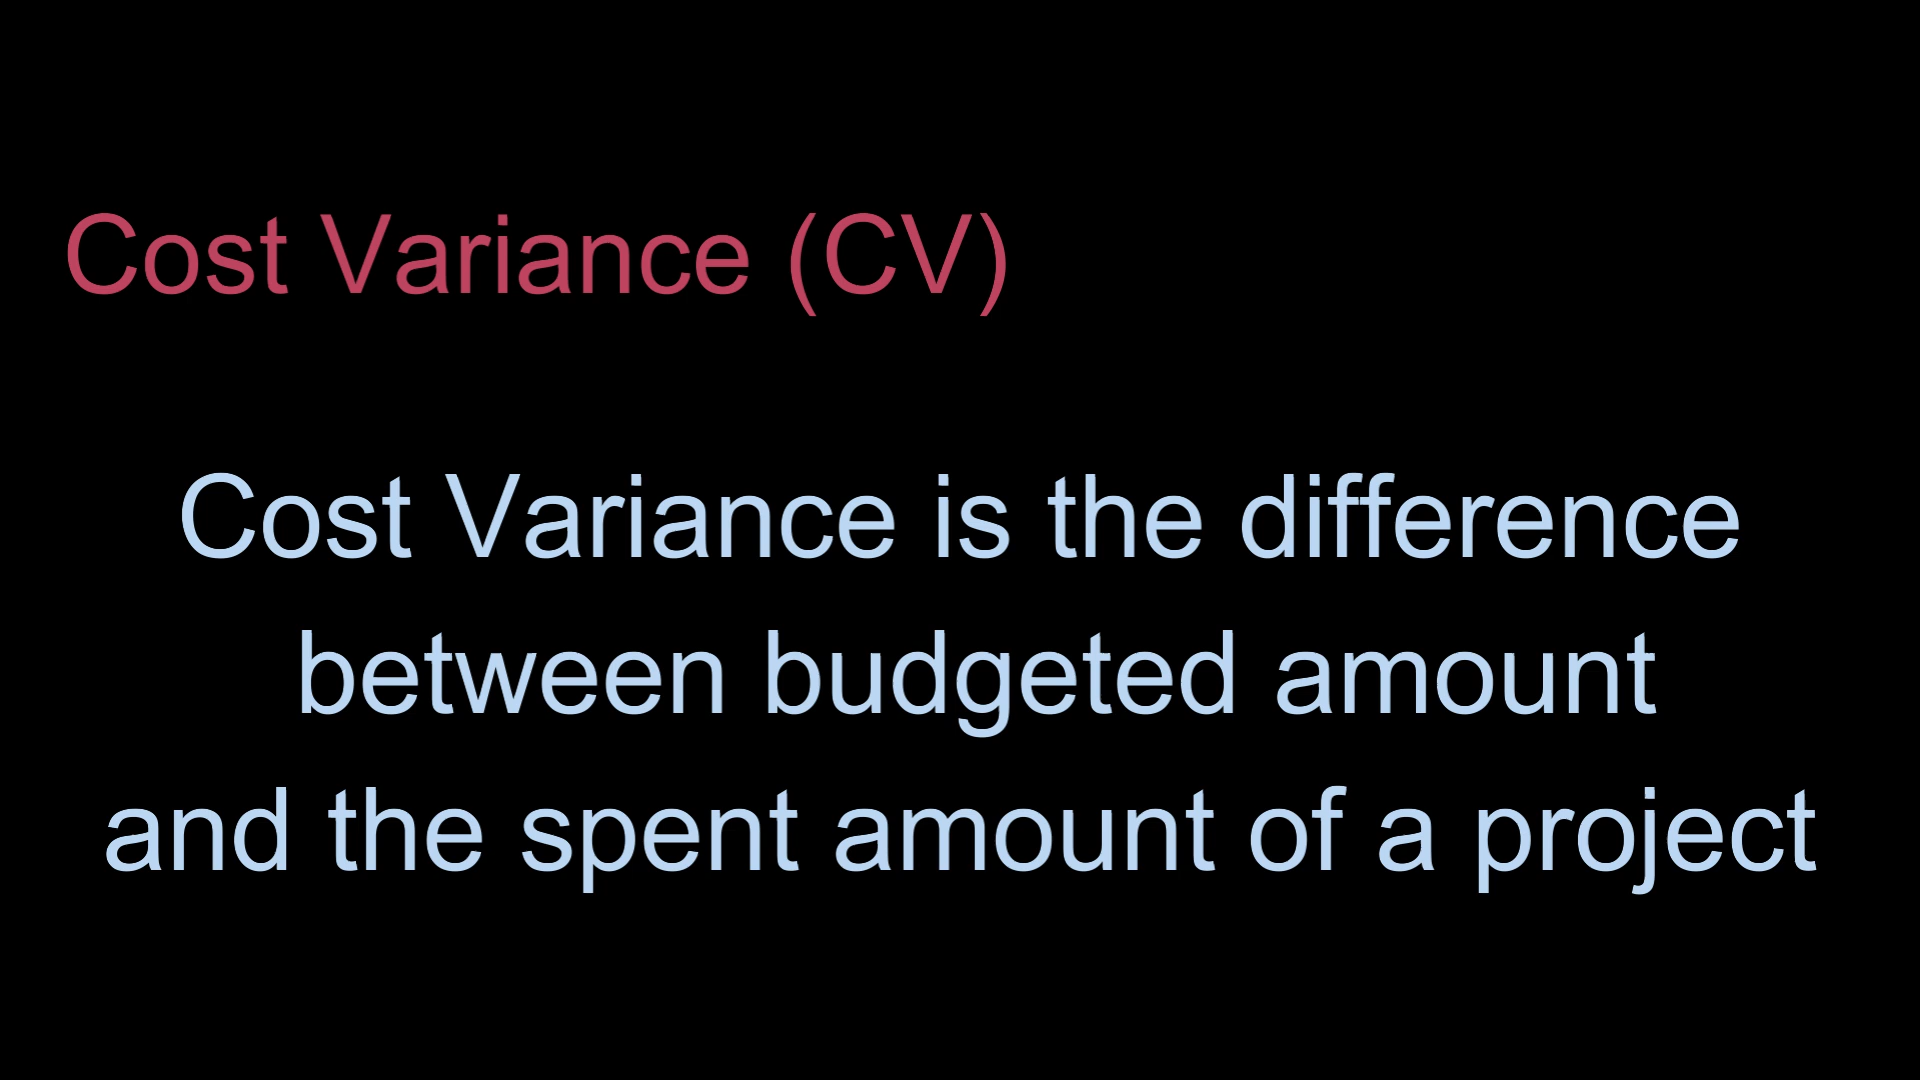 Cost Variance (CV)
Cost Variance is the difference
between budgeted amount
and the spent amount of a project